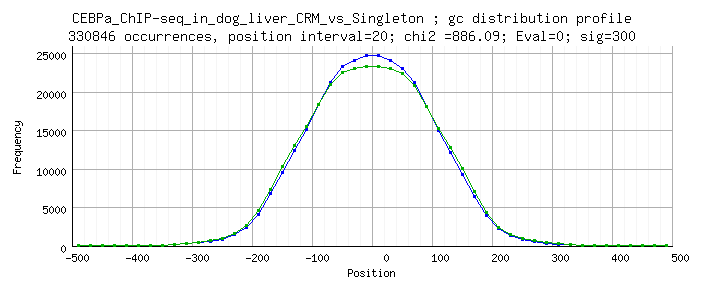 CEBPa_ChIP-seq_in_dog_liver_CRM_vs_Singleton ; gc distribution profile
330846 occurrences, position interval=20; chi2 =886.09; Eval=0; sig=300
25000
20000
15000
10000
5000
0
Frequency
-500 -400 -300 -200 -100 0 100 200 300 400 500
Position